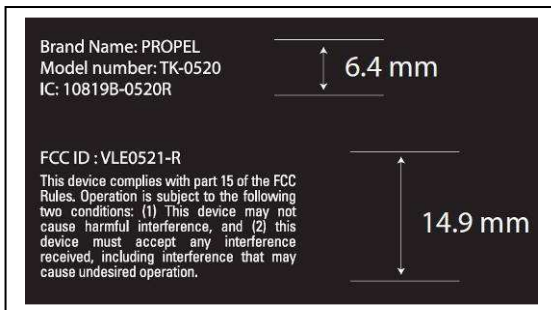 Brand Name: PROPEL
Model number: TK-0520
IC: 10819B-0520R
6.4 mm
FCC ID : VLE0521-R
This device complies with part 15 of the FCC
Rules. Operation is subject to the following
two conditions: (1) This device may not
cause harmful interference, and (2) this
device must accept any interference
received, including interference that may
cause undesired operation.
14.9 mm